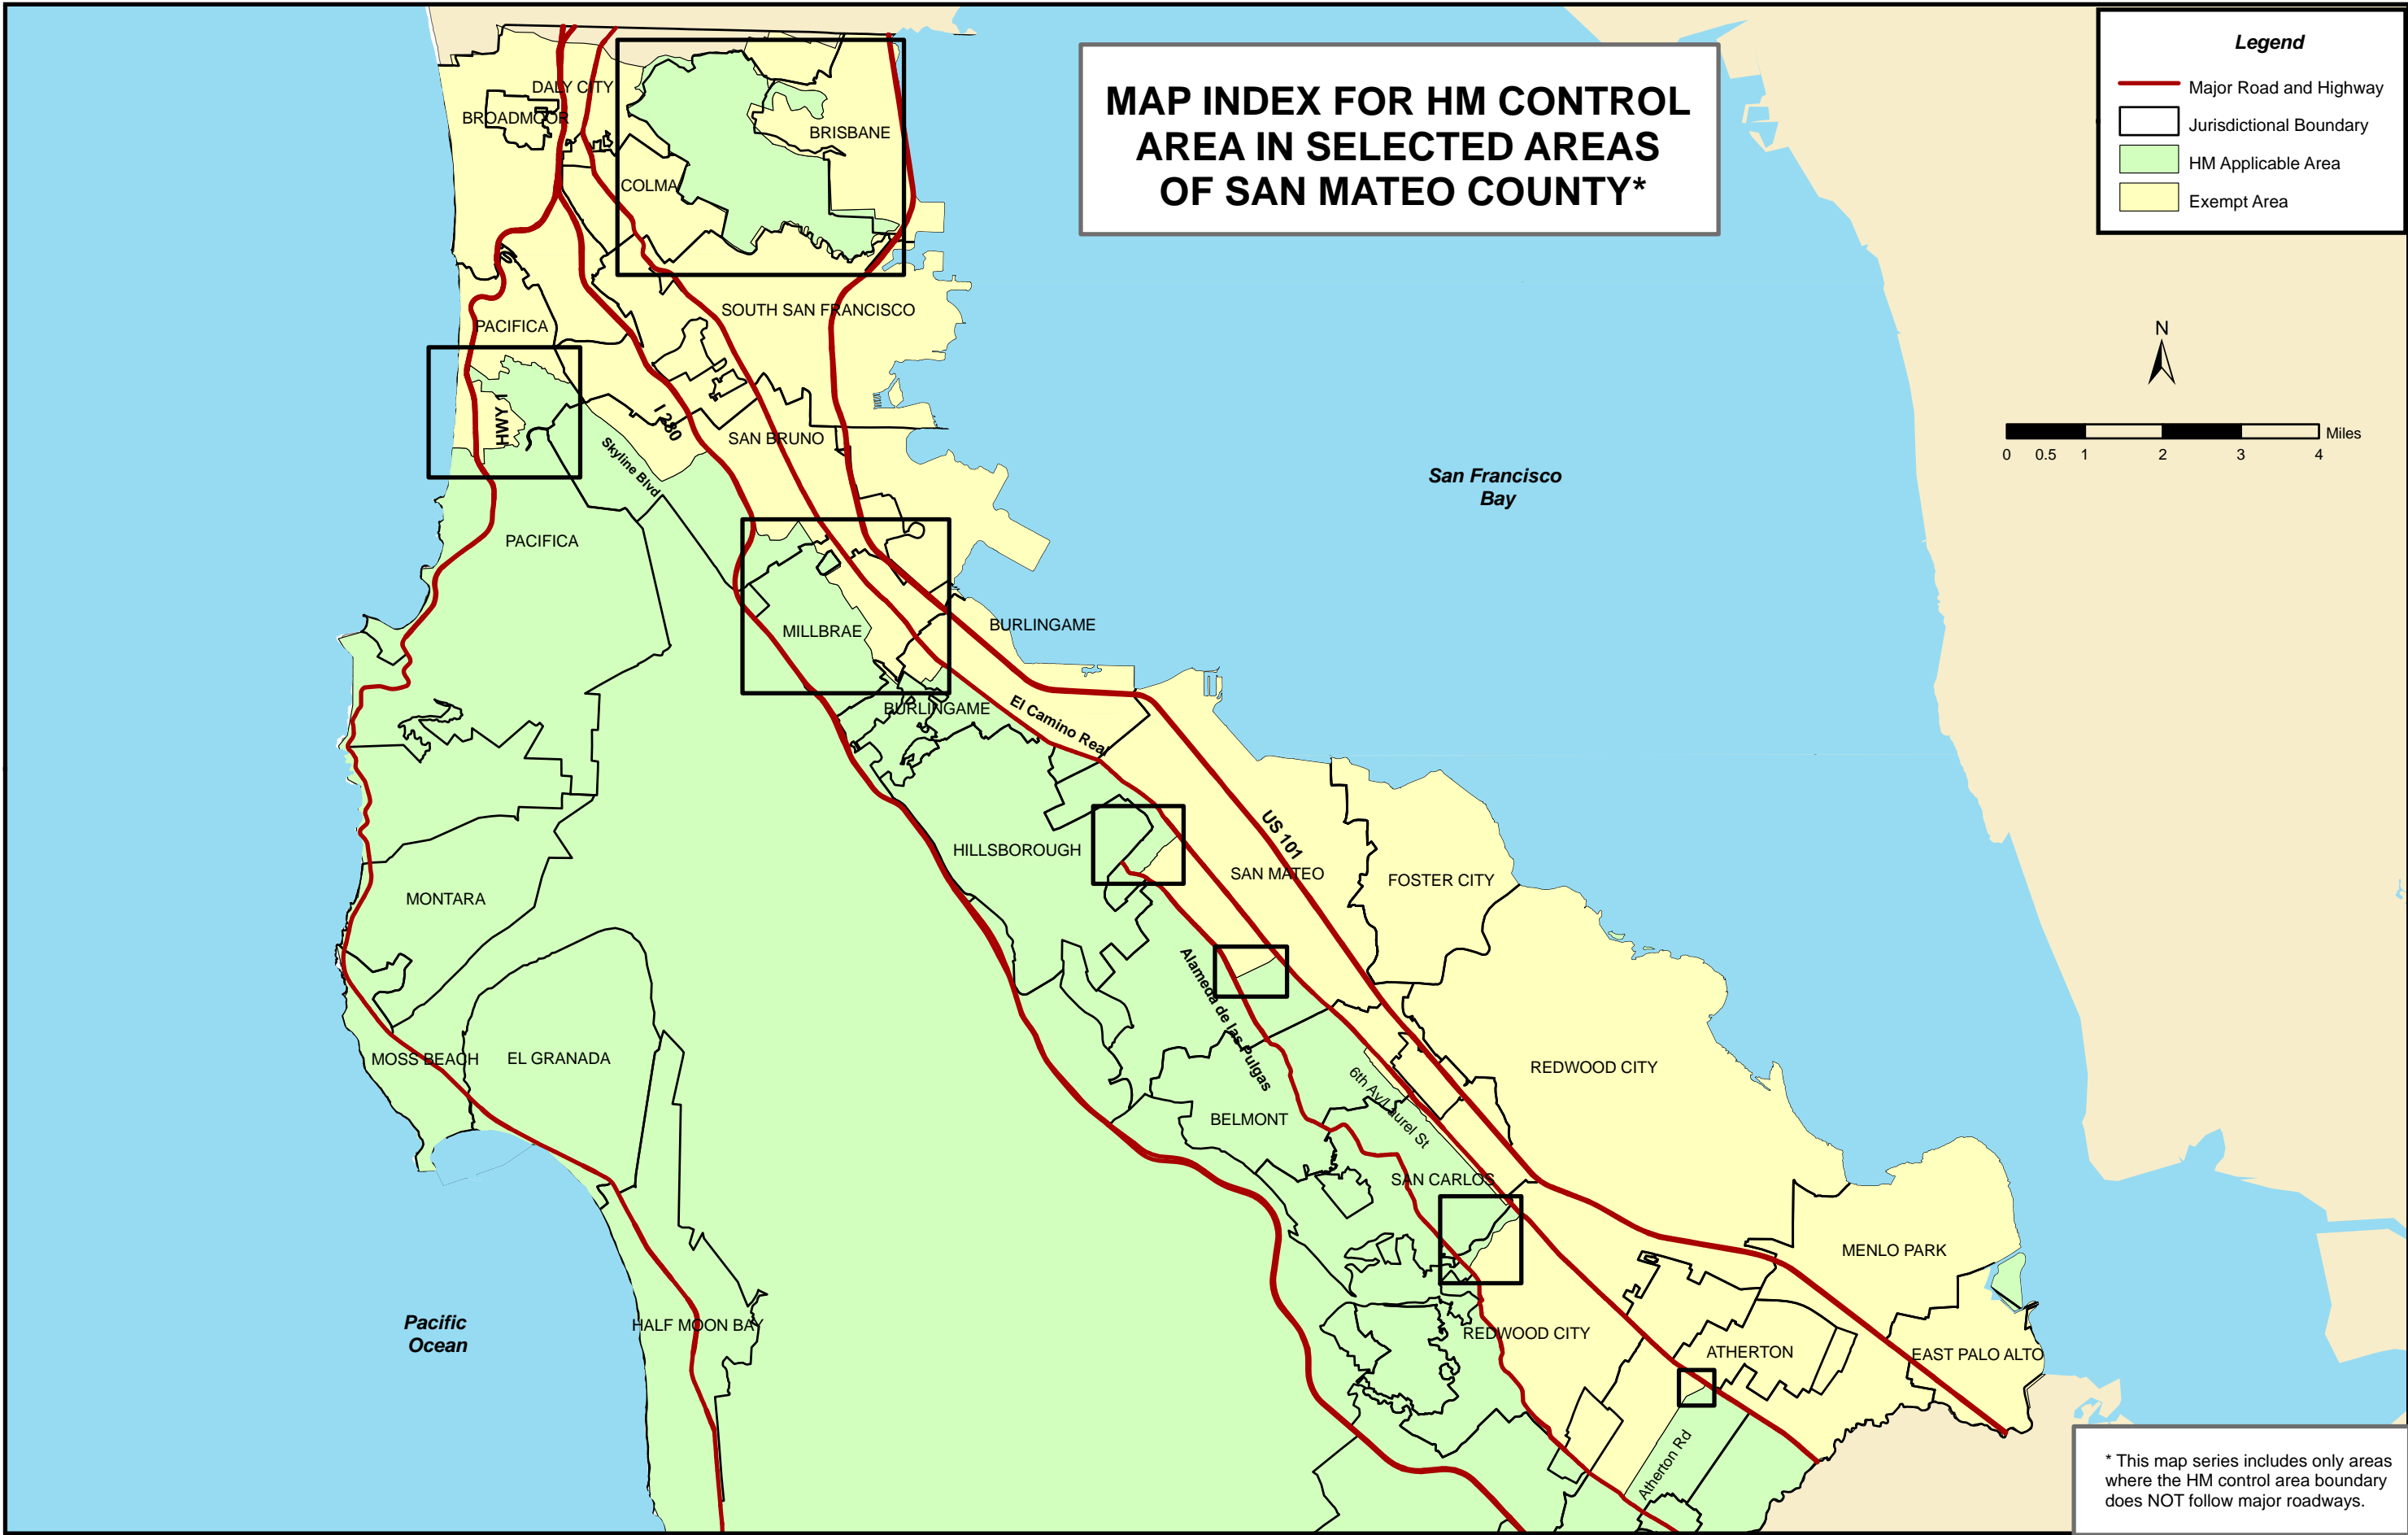 MAP INDEX FOR HM CONTROL
AREA IN SELECTED AREAS
OF SAN MATEO COUNTY*
Legend
Major Road and Highway
Jurisdictional Boundary
HM Applicable Area
Exempt Area
N
Miles
0 0.5 1 2 3 4
DALY CITY
BROADMOOR
BRISBANE
COLMA
SOUTH SAN FRANCISCO
PACIFICA
HWY 1
I 280
SAN BRUNO
Skyline Blvd
San Francisco
Bay
PACIFICA
MILLBRAE
BURLINGAME
BURLINGAME
El Camino Real
US 101
HILLSBOROUGH
SAN MATEO
FOSTER CITY
MONTARA
Alameda de las Pulgas
MOSS BEACH
EL GRANADA
REDWOOD CITY
6th Av/Laurel St
BELMONT
SAN CARLOS
MENLO PARK
Pacific
Ocean
HALF MOON BAY
REDWOOD CITY
ATHERTON
EAST PALO ALTO
Atherton Rd
* This map series includes only areas
where the HM control area boundary
does NOT follow major roadways.